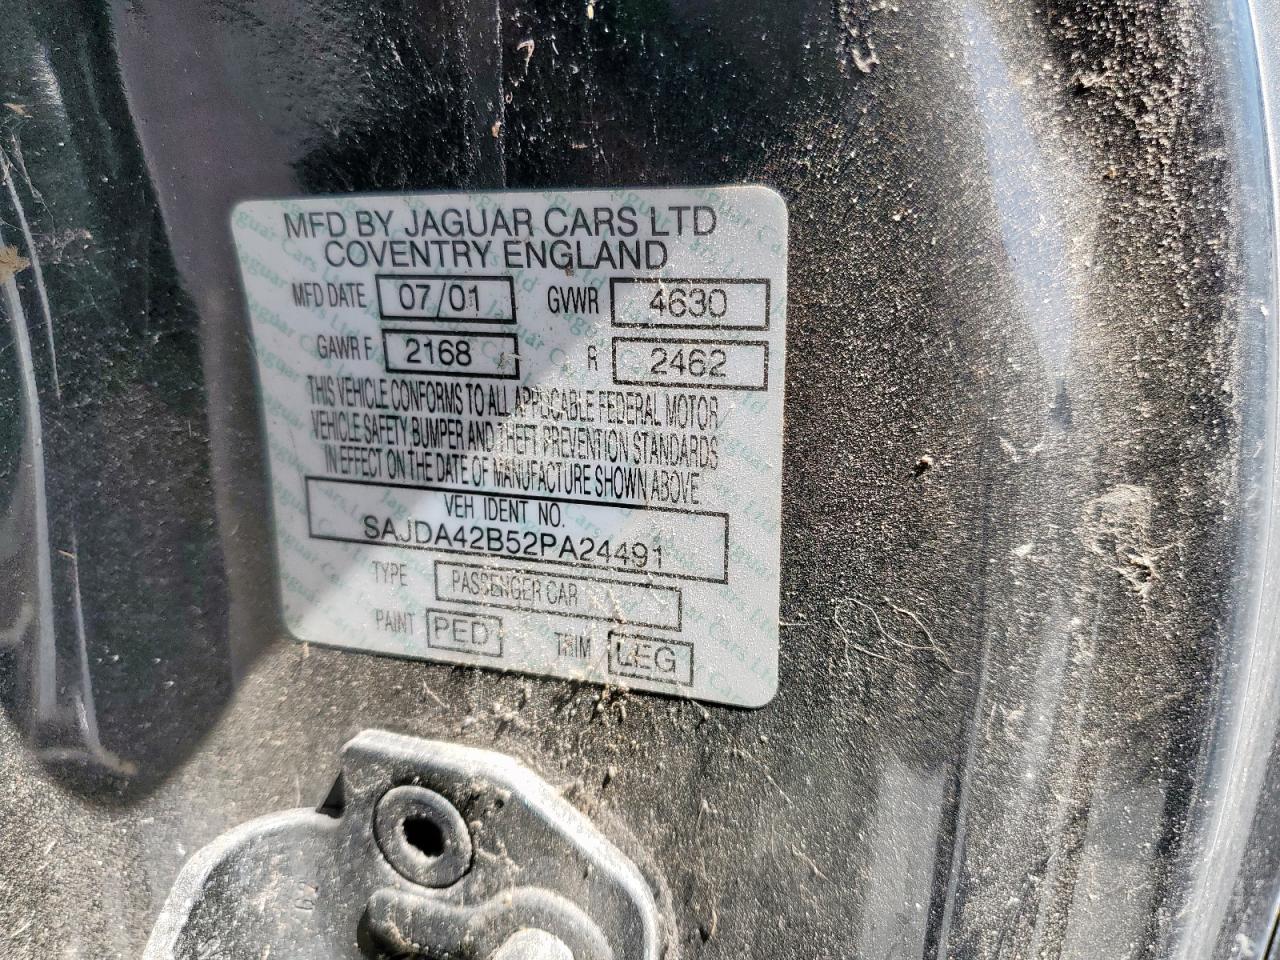 MFD BY JAGUAR CARS LTD
COVENTRY ENGLAND
MFD DATE 07/01 GVWR 4630
GAWR F 2168 R 2462
THIS VEHICLE CONFORMS TO ALL APPLICABLE FEDERAL MOTOR
VEHICLE SAFETY, BUMPER AND THEFT PREVENTION STANDARDS
IN EFFECT ON THE DATE OF MANUFACTURE SHOWN ABOVE
VEH IDENT NO.
SAJDA42B52PA24491
TYPE PASSENGER CAR
PAINT PED TRIM LEG